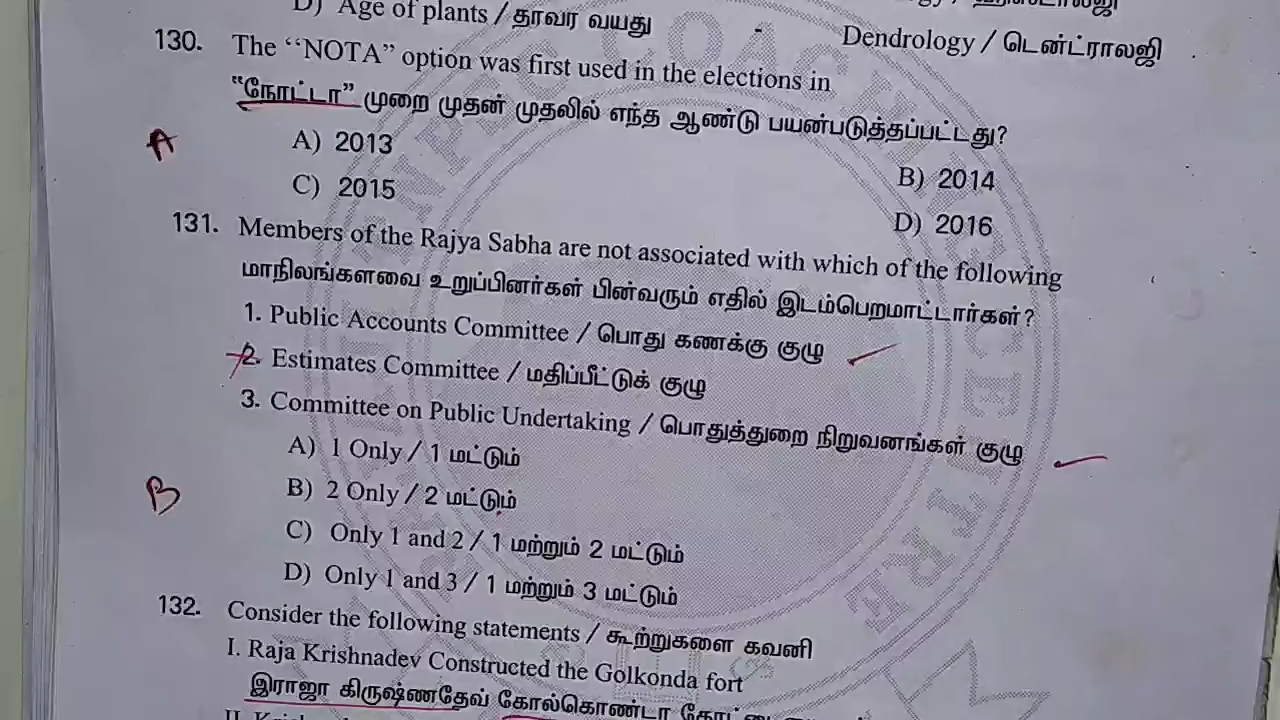 D) Age of plants / தாவர வயது
Dendrology / டென்ட்ராலஜி
130. The “NOTA” option was first used in the elections in
“நோட்டா” முறை முதன் முதலில் எந்த ஆண்டு பயன்படுத்தப்பட்டது?
A
A) 2013
B) 2014
C) 2015
D) 2016
131. Members of the Rajya Sabha are not associated with which of the following
மாநிலங்களவை உறுப்பினர்கள் பின்வரும் எதில் இடம்பெறமாட்டார்கள்?
1. Public Accounts Committee / பொது கணக்கு குழு
2. Estimates Committee / மதிப்பீட்டுக் குழு
3. Committee on Public Undertaking / பொதுத்துறை நிறுவனங்கள் குழு
A) 1 Only / 1 மட்டும்
B
B) 2 Only / 2 மட்டும்
C) Only 1 and 2 / 1 மற்றும் 2 மட்டும்
D) Only 1 and 3 / 1 மற்றும் 3 மட்டும்
132. Consider the following statements / கூற்றுகளை கவனி
I. Raja Krishnadev Constructed the Golkonda fort
இராஜா கிருஷ்ணதேவ் கோல்கொண்டா